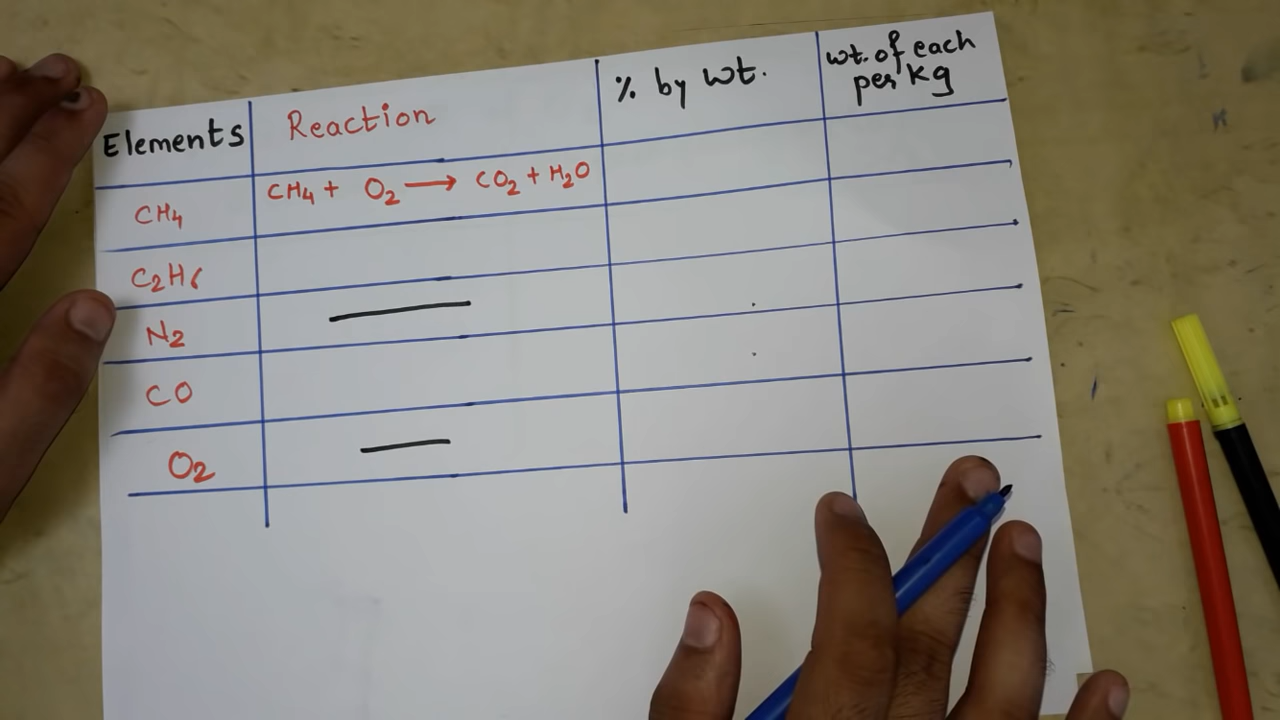 Elements Reaction % by wt. wt. of each
per Kg
CH4 CH4 + O2 ⟶ CO2 + H2O
C2H6
N2
CO
O2